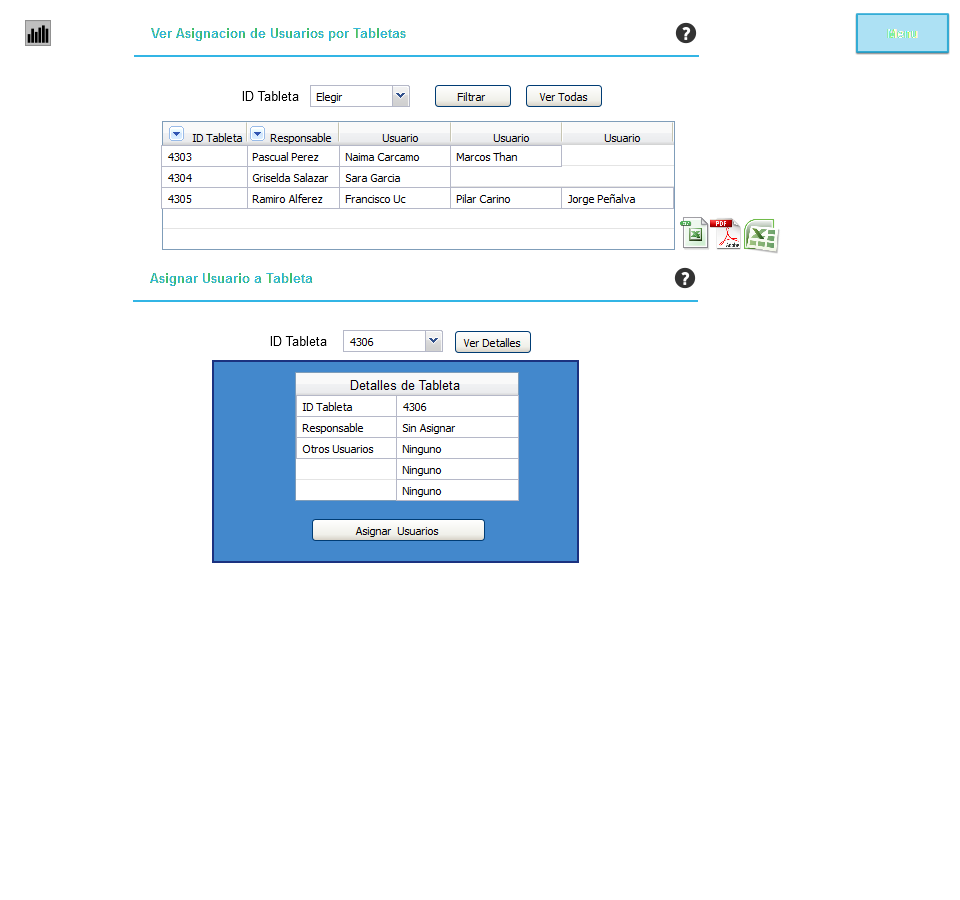 Ver Asignacion de Usuarios por Tabletas ? Menu
ID Tableta Elegir Filtrar Ver Todas
ID Tableta Responsable Usuario Usuario Usuario
4303 Pascual Perez Naima Carcamo Marcos Than
4304 Griselda Salazar Sara Garcia
4305 Ramiro Alferez Francisco Uc Pilar Carino Jorge Peñalva
PDF
Adobe
Asignar Usuario a Tableta ?
ID Tableta 4306 Ver Detalles
Detalles de Tableta
ID Tableta 4306
Responsable Sin Asignar
Otros Usuarios Ninguno
Ninguno
Ninguno
Asignar Usuarios